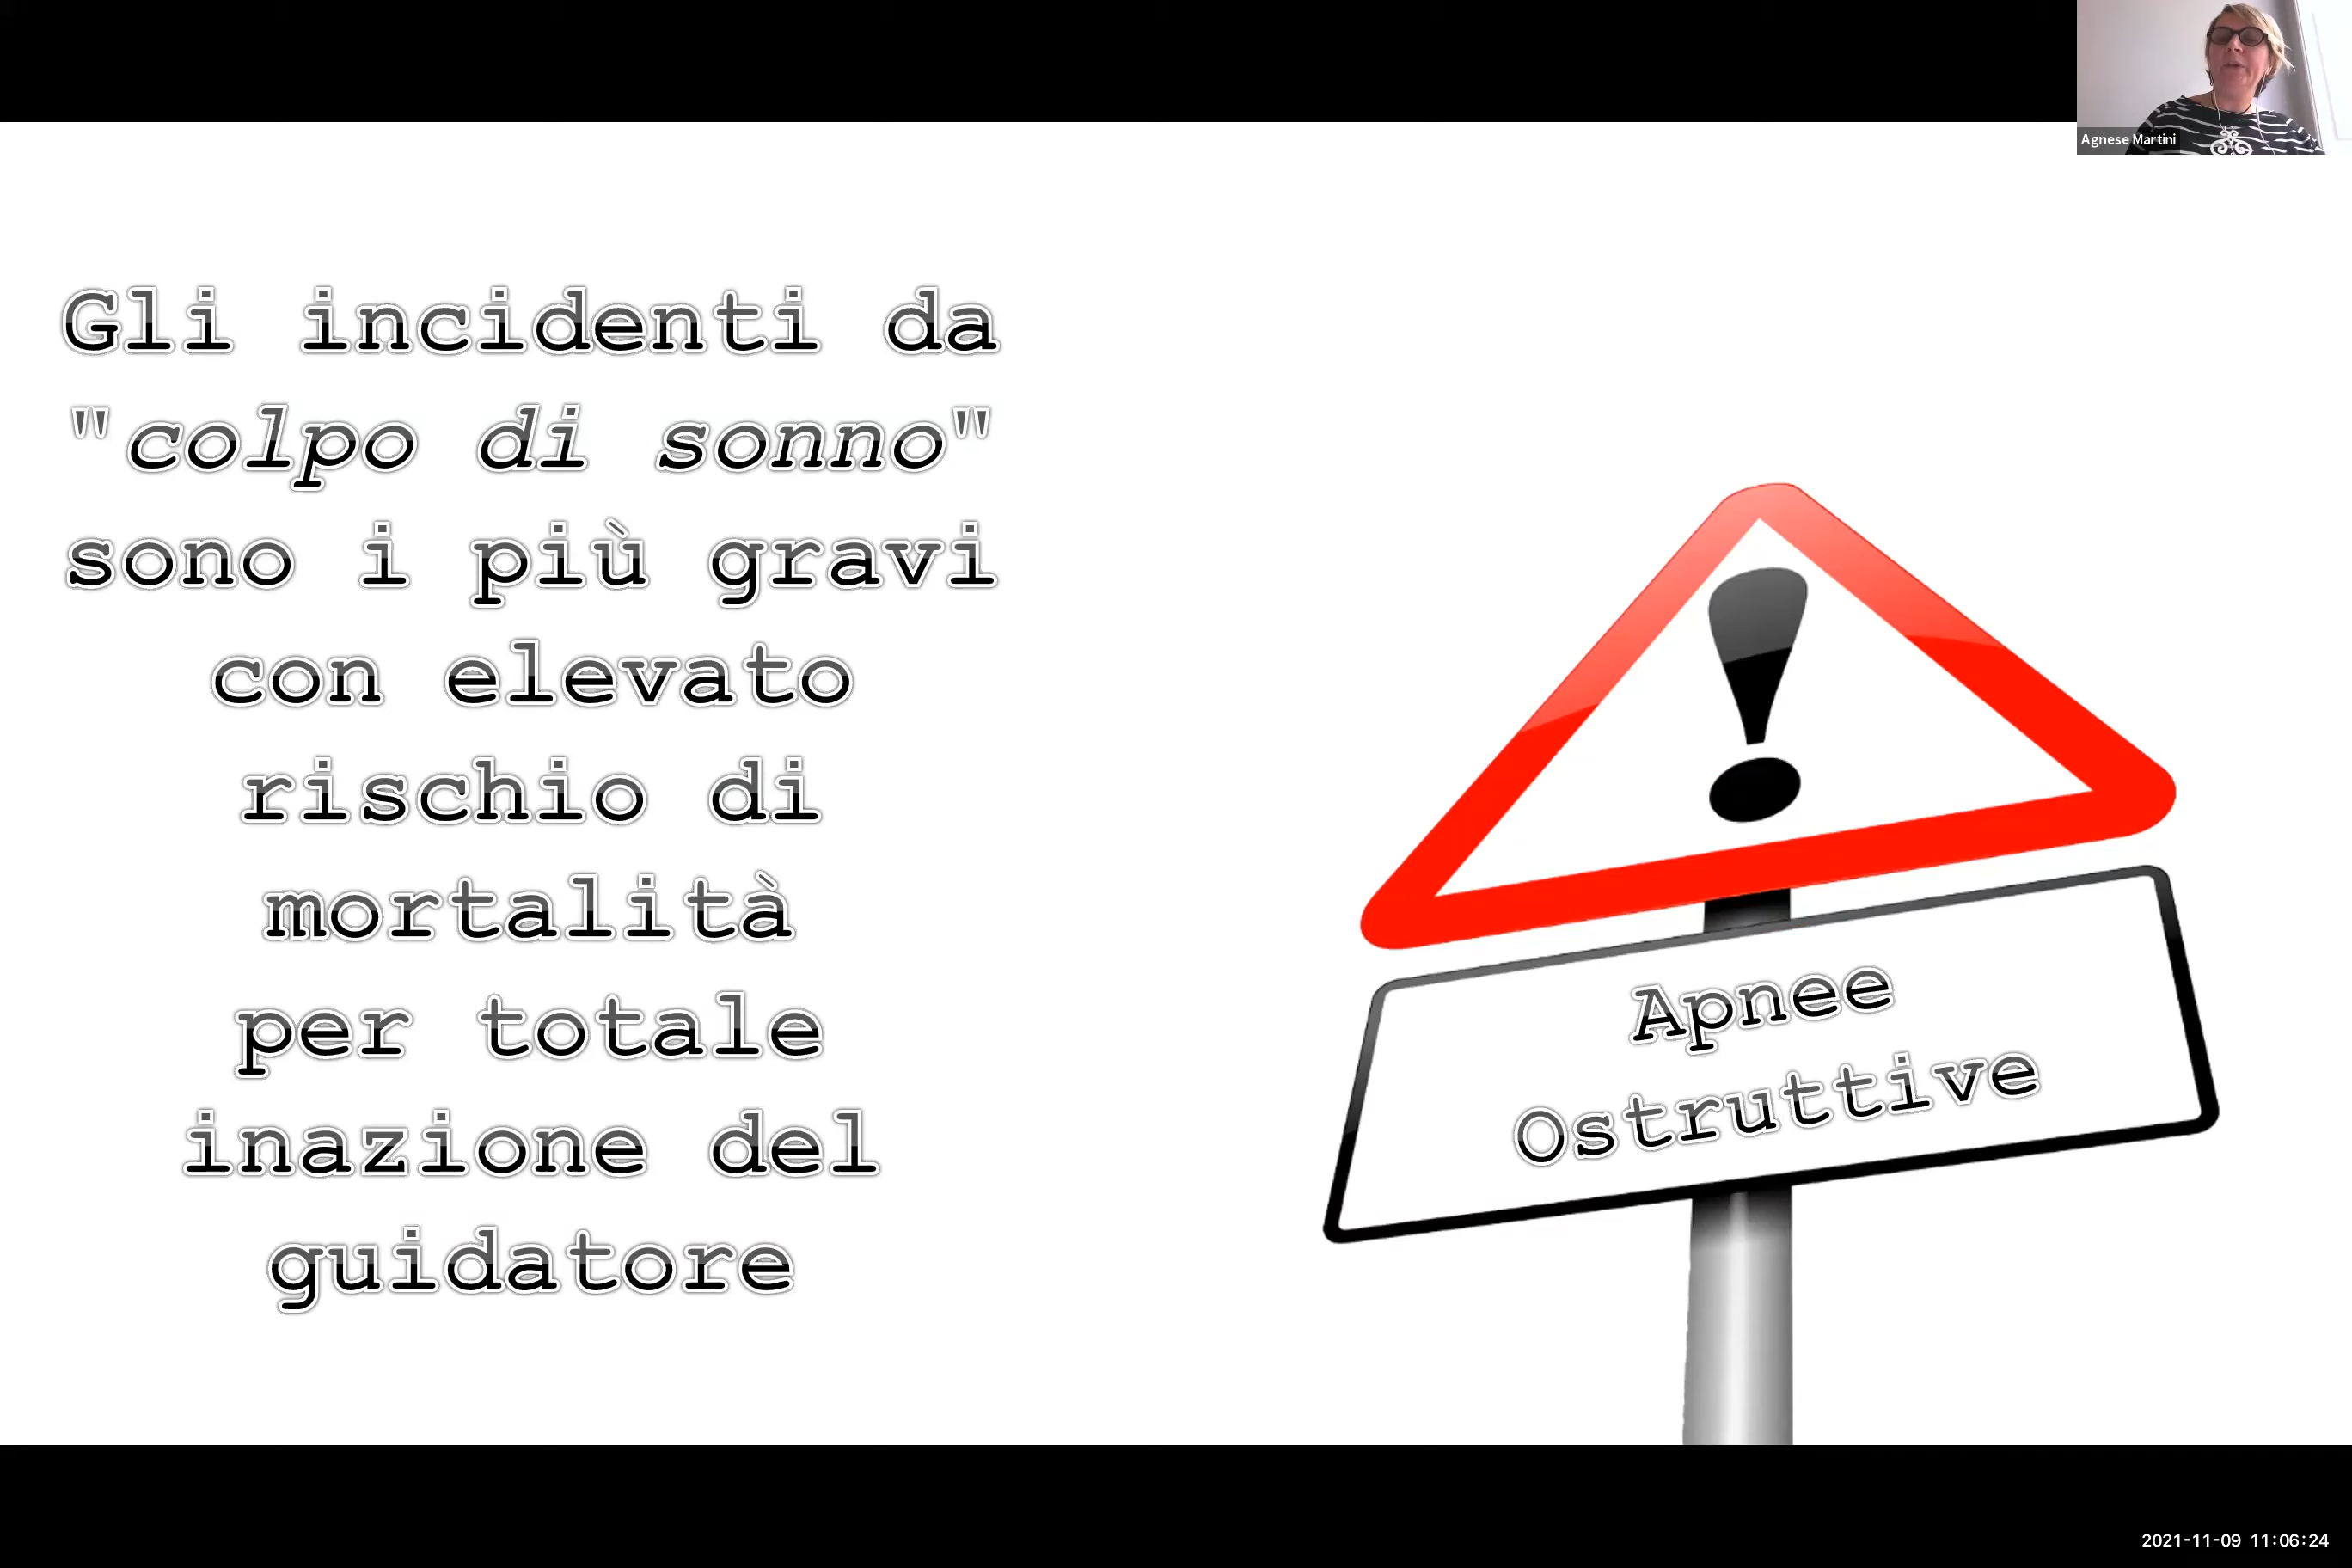 Agnese Martini
Gli incidenti da
"colpo di sonno"
sono i più gravi
con elevato
rischio di
mortalità
per totale
inazione del
guidatore
Apnee
Ostruttive
2021-11-09 11:06:24